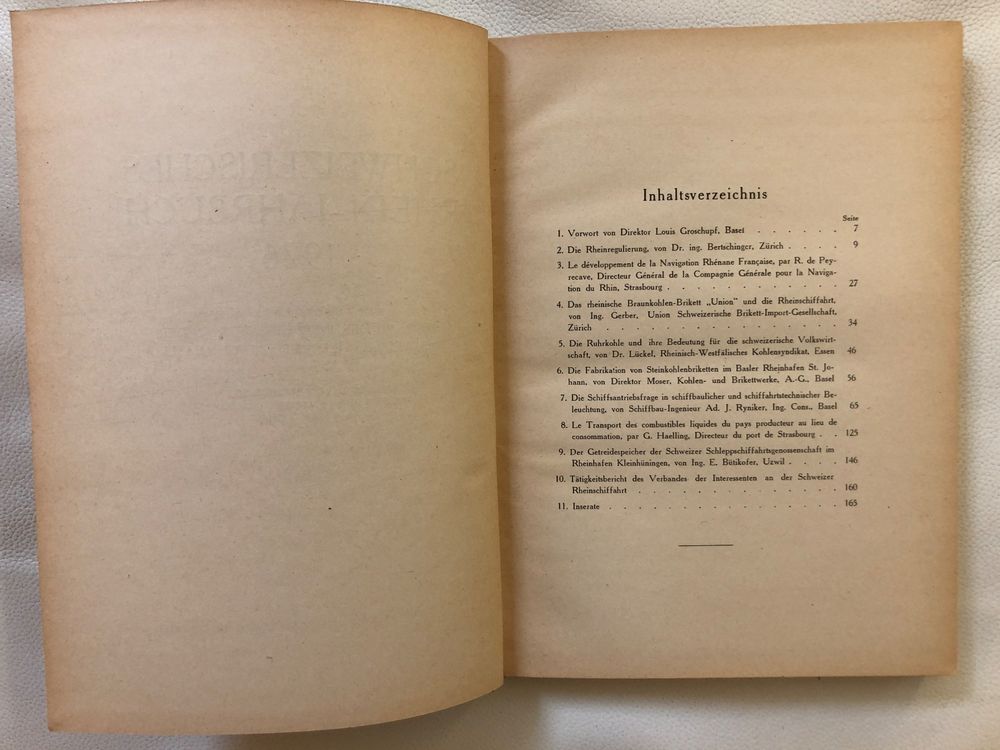 Inhaltsverzeichnis
Seite
1. Vorwort von Direktor Louis Groschupf, Basel . . . . . . 7
2. Die Rheinregulierung, von Dr. ing. Bertschinger, Zürich . . . . 9
3. Le développement de la Navigation Rhénane Française, par R. de Pey-
recave, Directeur Général de la Compagnie Générale pour la Naviga-
tion du Rhin, Strasbourg . . . . . . . . . . . . 27
4. Das rheinische Braunkohlen-Brikett „Union" und die Rheinschiffahrt,
von Ing. Gerber, Union Schweizerische Brikett-Import-Gesellschaft,
Zürich . . . . . . . . . . . . . . . . 34
5. Die Ruhrkohle und ihre Bedeutung für die schweizerische Volkswirt-
schaft, von Dr. Lückel, Rheinisch-Westfälisches Kohlensyndikat, Essen 46
6. Die Fabrikation von Steinkohlenbriketten im Basler Rheinhafen St. Jo-
hann, von Direktor Moser, Kohlen- und Brikettwerke, A.-G., Basel 56
7. Die Schiffsantriebsfrage in schiffbaulicher und schiffahrtstechnischer Be-
leuchtung, von Schiffbau-Ingenieur Ad. J. Ryniker, Ing. Cons., Basel 65
8. Le Transport des combustibles liquides du pays producteur au lieu de
consommation, par G. Haelling, Directeur du port de Strasbourg . . 125
9. Der Getreidespeicher der Schweizer Schleppschiffahrtsgenossenschaft im
Rheinhafen Kleinhüningen, von Ing. E. Bütikofer, Uzwil . . . . 146
10. Tätigkeitsbericht des Verbandes der Interessenten an der Schweizer
Rheinschiffahrt . . . . . . . . . . . . . . 160
11. Inserate . . . . . . . . . . . . . . . . 165